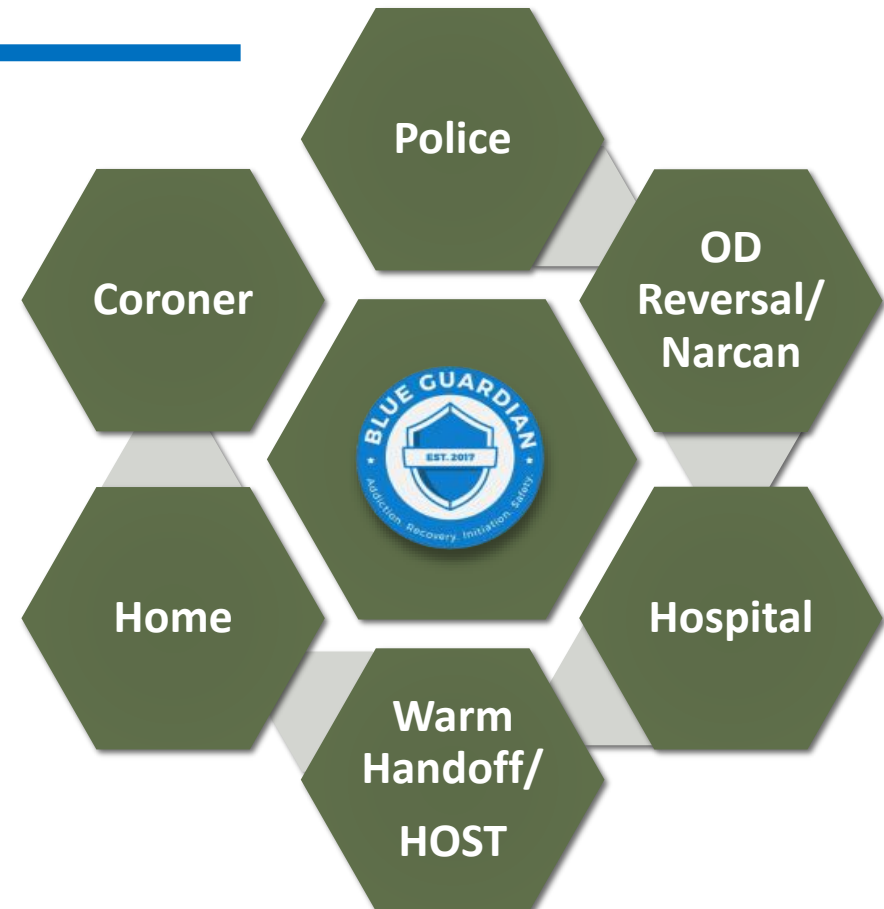 Police
OD
Reversal/
Narcan
Hospital
Warm
Handoff/
HOST
Home
Coroner
BLUE GUARDIAN
EST. 2017
Addiction. Recovery. Initiation. Safety.